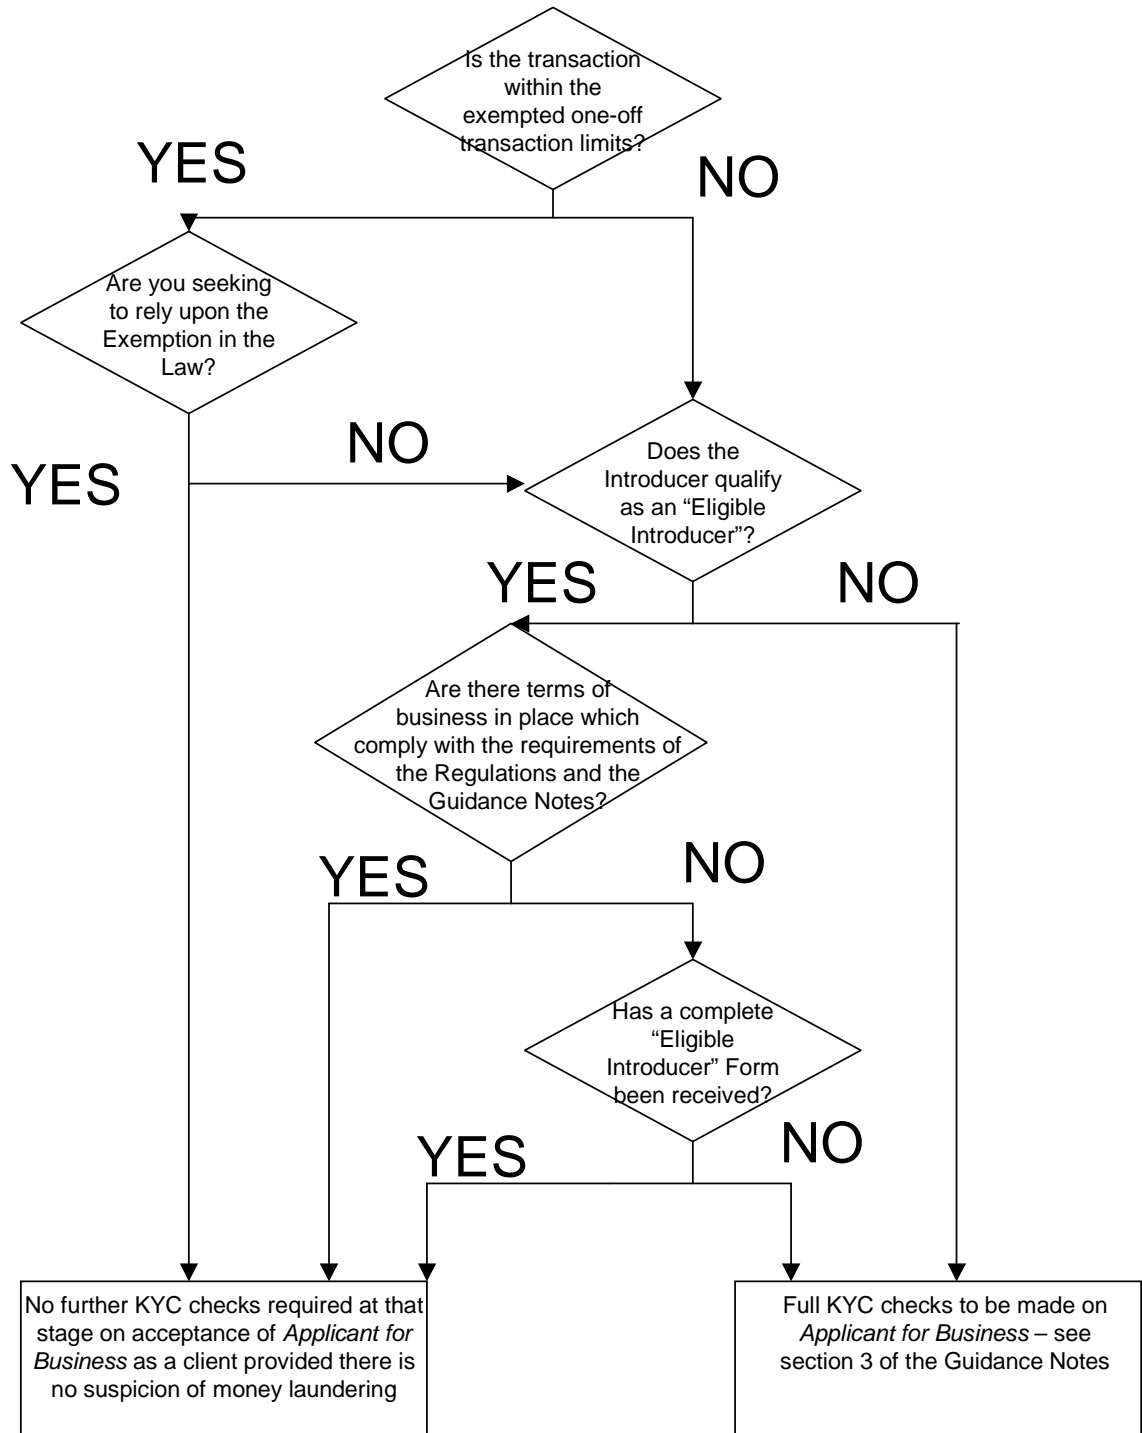 Is the transaction
within the
exempted one-off
transaction limits?
YES
NO
Are you seeking
to rely upon the
Exemption in the
Law?
NO
YES
Does the
Introducer qualify
as an “Eligible
Introducer”?
YES
NO
Are there terms of
business in place which
comply with the requirements of
the Regulations and the
Guidance Notes?
YES
NO
Has a complete
“Eligible
Introducer” Form
been received?
YES
NO
No further KYC checks required at that
stage on acceptance of Applicant for
Business as a client provided there is
no suspicion of money laundering
Full KYC checks to be made on
Applicant for Business – see
section 3 of the Guidance Notes